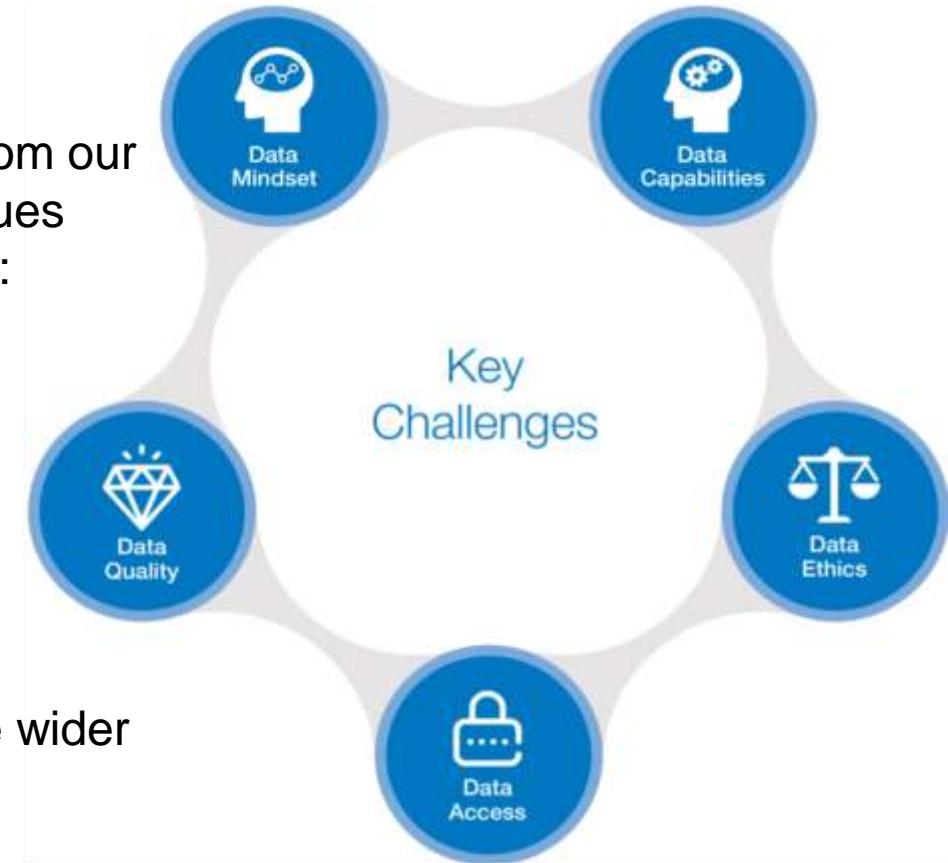 om our
ues
:
wider
Data
Mindset
Data
Capabilities
Key
Challenges
Data
Quality
Data
Ethics
Data
Access